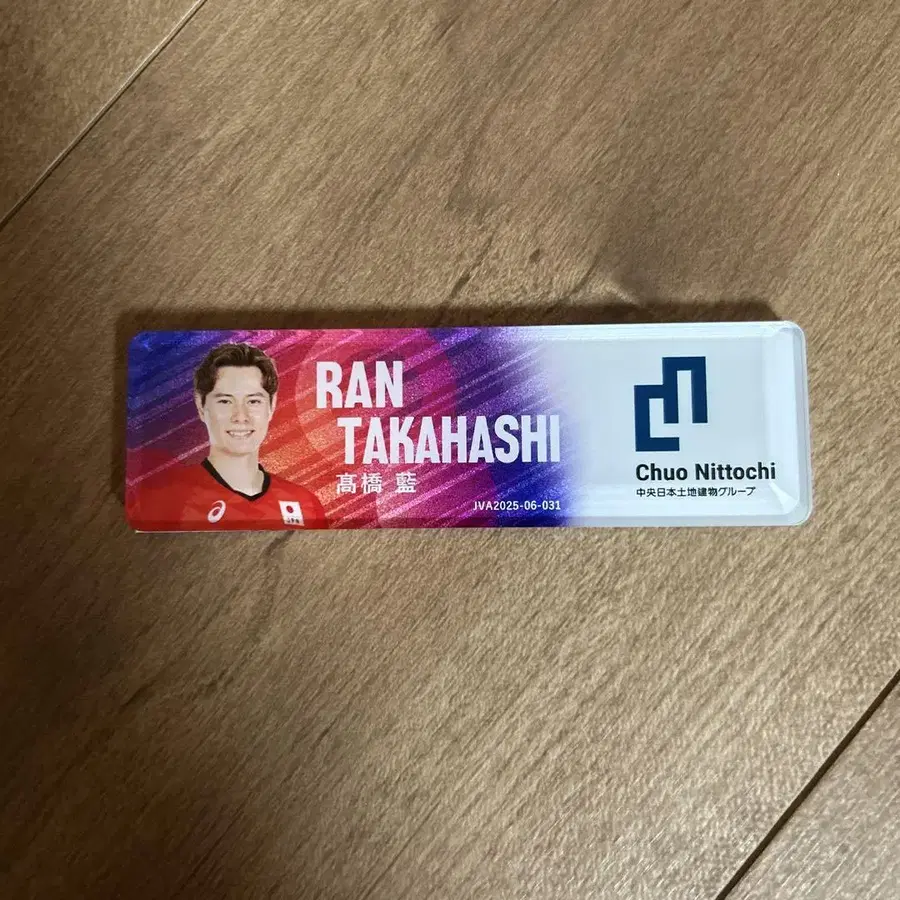 RAN
TAKAHASHI
髙橋 藍
JVA2025-06-031
Chuo Nittochi
中央日本土地建物グループ